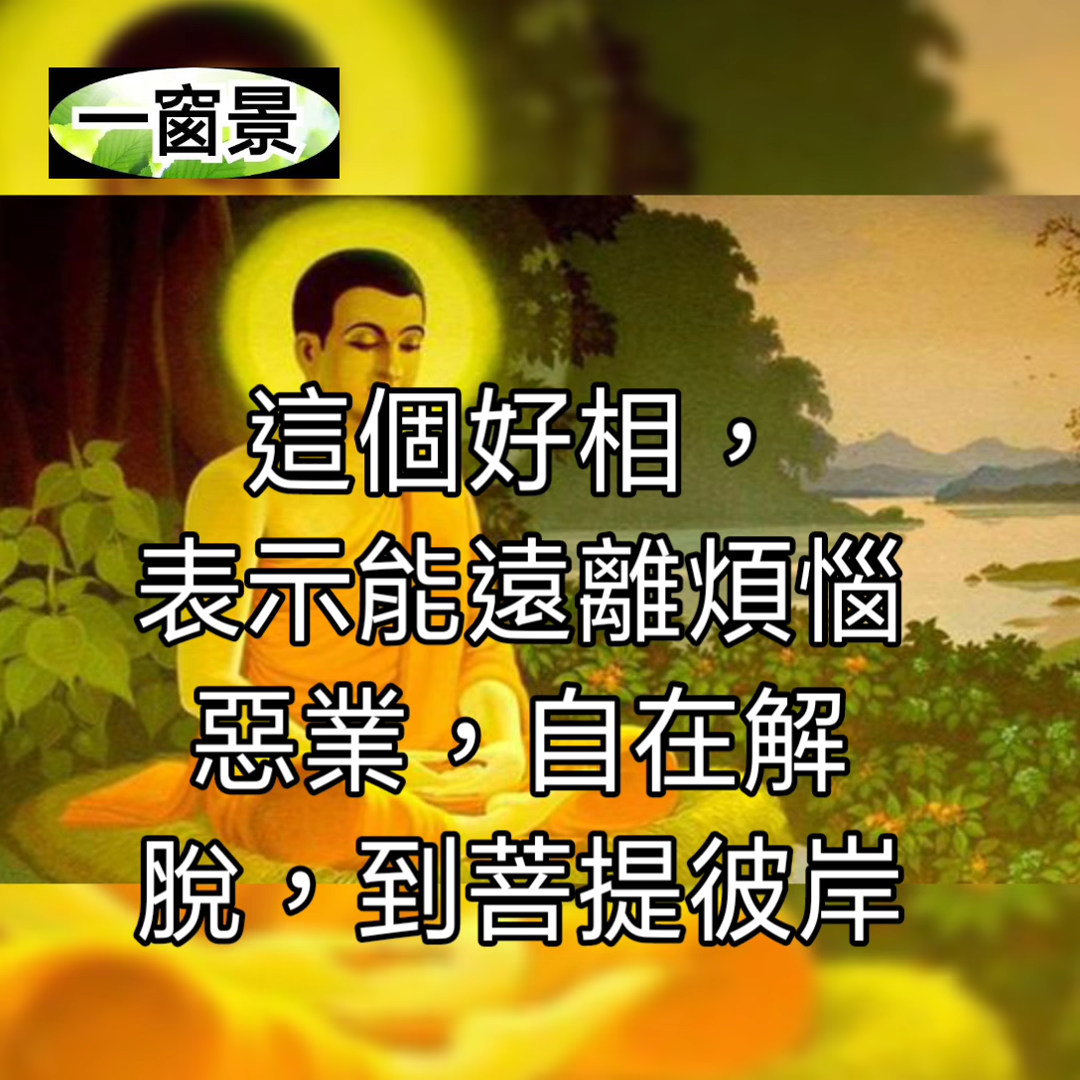 一窗景
這個好相，
表示能遠離煩惱
惡業，自在解
脫，到菩提彼岸